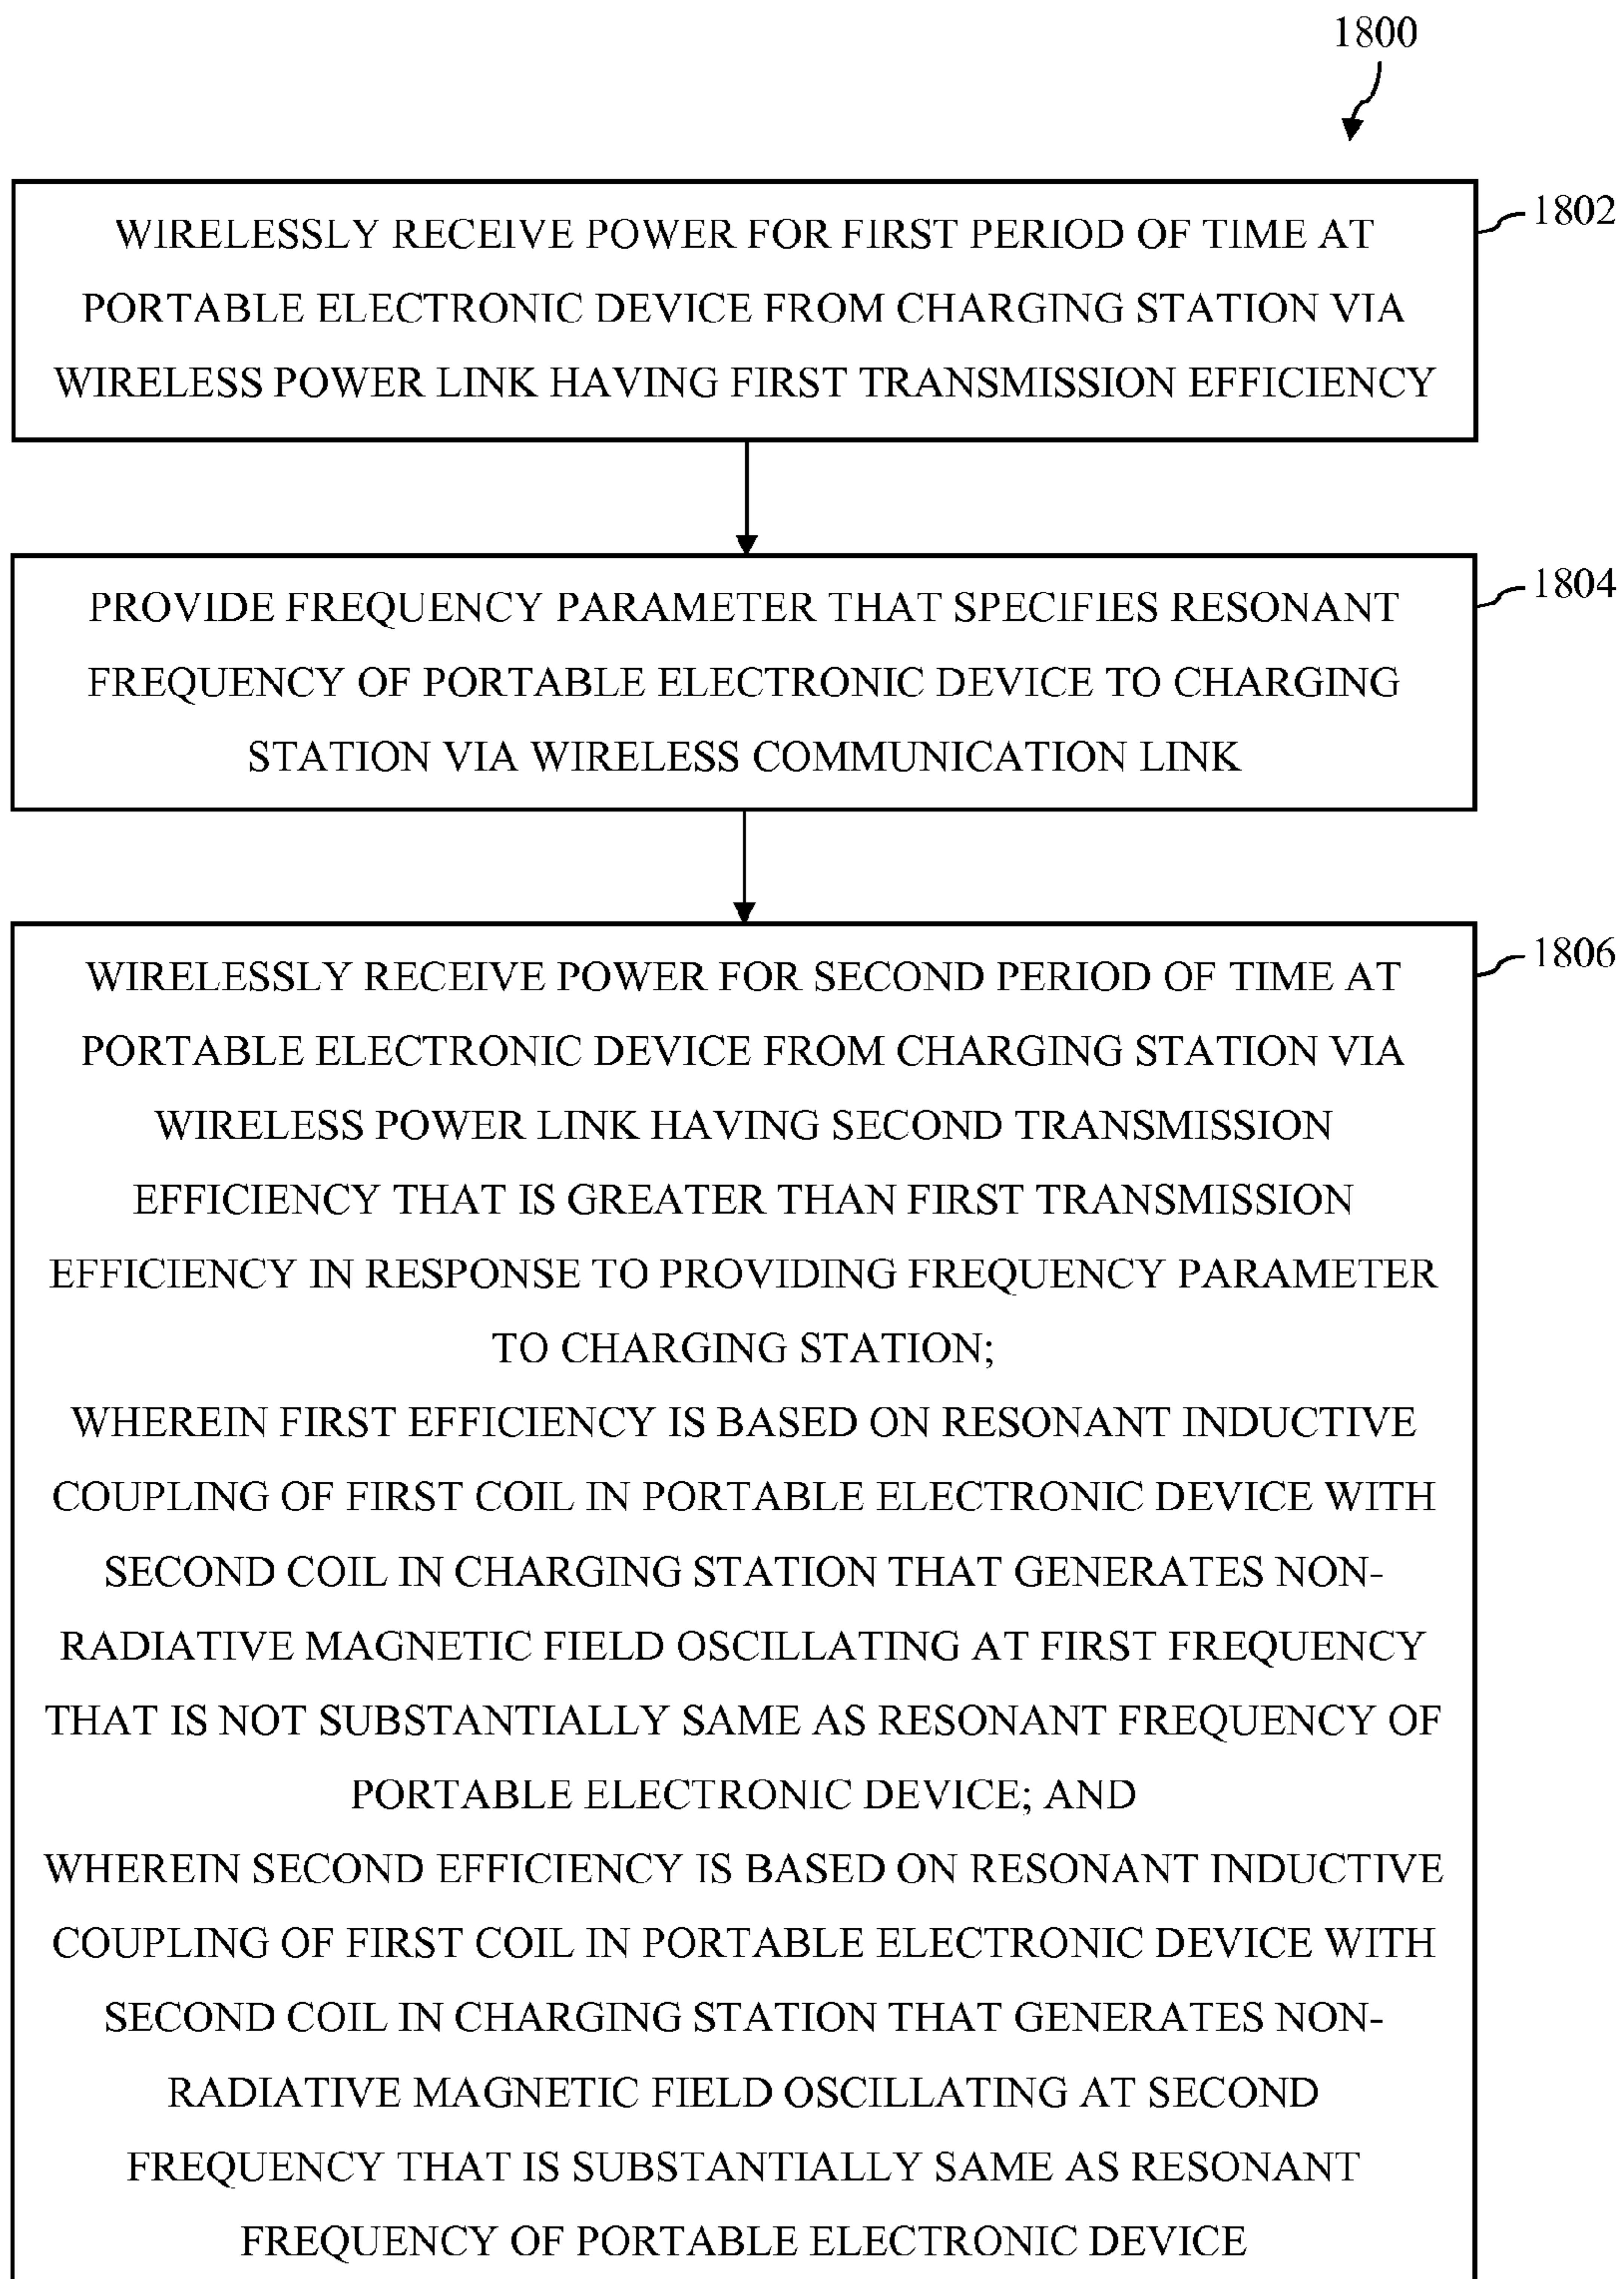 1800
WIRELESSLY RECEIVE POWER FOR FIRST PERIOD OF TIME AT
PORTABLE ELECTRONIC DEVICE FROM CHARGING STATION VIA
WIRELESS POWER LINK HAVING FIRST TRANSMISSION EFFICIENCY
1802
PROVIDE FREQUENCY PARAMETER THAT SPECIFIES RESONANT
FREQUENCY OF PORTABLE ELECTRONIC DEVICE TO CHARGING
STATION VIA WIRELESS COMMUNICATION LINK
1804
WIRELESSLY RECEIVE POWER FOR SECOND PERIOD OF TIME AT
PORTABLE ELECTRONIC DEVICE FROM CHARGING STATION VIA
WIRELESS POWER LINK HAVING SECOND TRANSMISSION
EFFICIENCY THAT IS GREATER THAN FIRST TRANSMISSION
EFFICIENCY IN RESPONSE TO PROVIDING FREQUENCY PARAMETER
TO CHARGING STATION;
WHEREIN FIRST EFFICIENCY IS BASED ON RESONANT INDUCTIVE
COUPLING OF FIRST COIL IN PORTABLE ELECTRONIC DEVICE WITH
SECOND COIL IN CHARGING STATION THAT GENERATES NON-
RADIATIVE MAGNETIC FIELD OSCILLATING AT FIRST FREQUENCY
THAT IS NOT SUBSTANTIALLY SAME AS RESONANT FREQUENCY OF
PORTABLE ELECTRONIC DEVICE; AND
WHEREIN SECOND EFFICIENCY IS BASED ON RESONANT INDUCTIVE
COUPLING OF FIRST COIL IN PORTABLE ELECTRONIC DEVICE WITH
SECOND COIL IN CHARGING STATION THAT GENERATES NON-
RADIATIVE MAGNETIC FIELD OSCILLATING AT SECOND
FREQUENCY THAT IS SUBSTANTIALLY SAME AS RESONANT
FREQUENCY OF PORTABLE ELECTRONIC DEVICE
1806